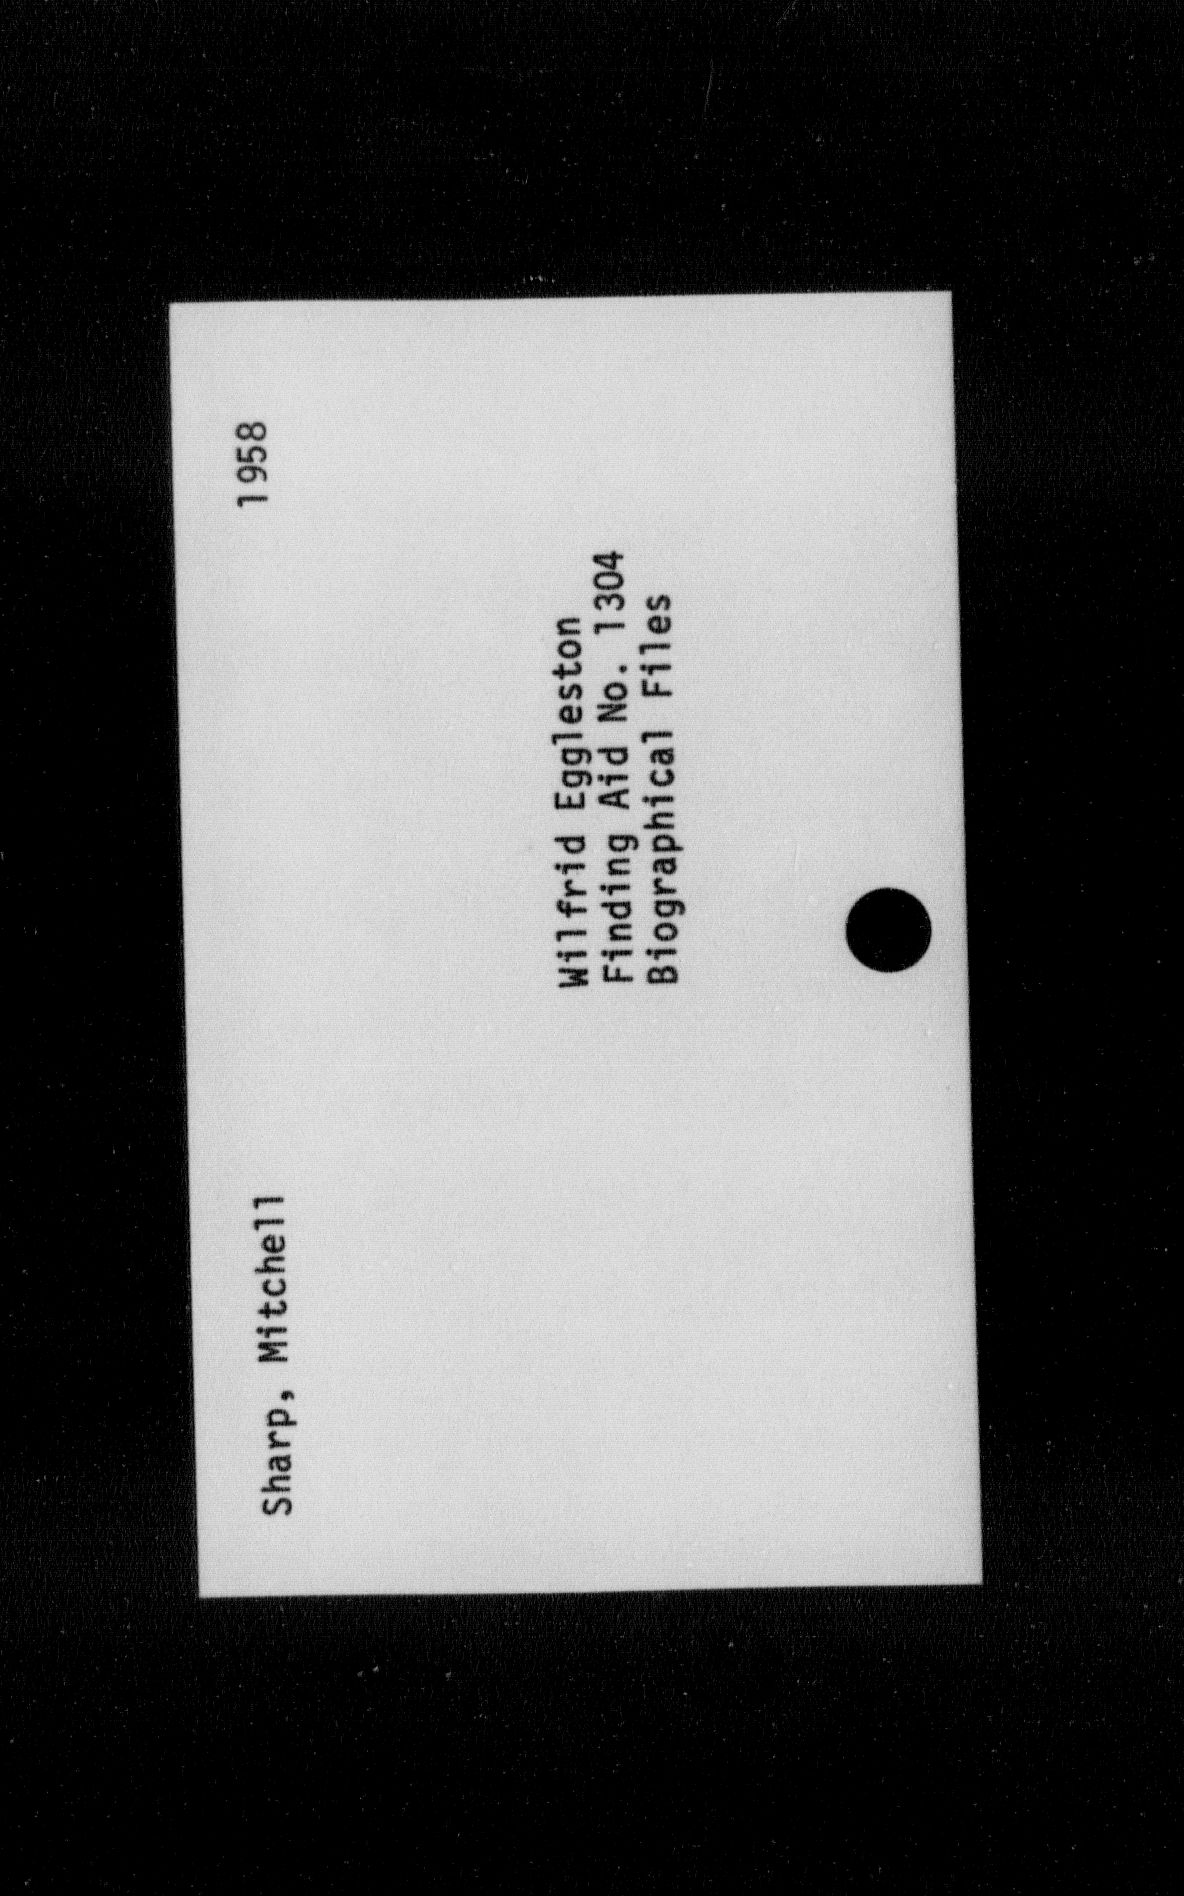 Sharp, Mitchell 1958
Wilfrid Eggleston
Finding Aid No. 1304
Biographical Files